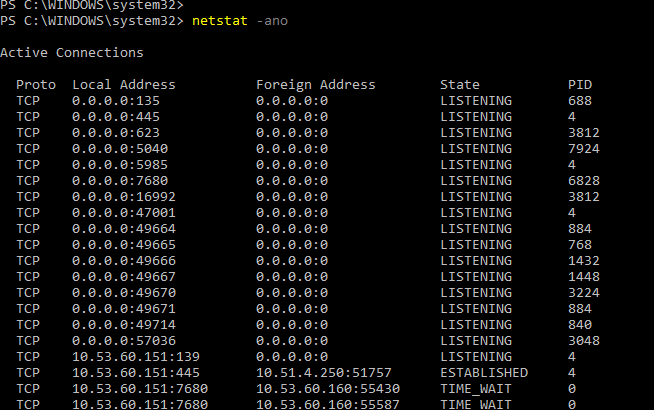 PS C:\WINDOWS\system32>
PS C:\WINDOWS\system32> netstat -ano
Active Connections
Proto  Local Address          Foreign Address        State           PID
TCP    0.0.0.0:135            0.0.0.0:0              LISTENING       688
TCP    0.0.0.0:445            0.0.0.0:0              LISTENING       4
TCP    0.0.0.0:623            0.0.0.0:0              LISTENING       3812
TCP    0.0.0.0:5040           0.0.0.0:0              LISTENING       7924
TCP    0.0.0.0:5985           0.0.0.0:0              LISTENING       4
TCP    0.0.0.0:7680           0.0.0.0:0              LISTENING       6828
TCP    0.0.0.0:16992          0.0.0.0:0              LISTENING       3812
TCP    0.0.0.0:47001          0.0.0.0:0              LISTENING       4
TCP    0.0.0.0:49664          0.0.0.0:0              LISTENING       884
TCP    0.0.0.0:49665          0.0.0.0:0              LISTENING       768
TCP    0.0.0.0:49666          0.0.0.0:0              LISTENING       1432
TCP    0.0.0.0:49667          0.0.0.0:0              LISTENING       1448
TCP    0.0.0.0:49670          0.0.0.0:0              LISTENING       3224
TCP    0.0.0.0:49671          0.0.0.0:0              LISTENING       884
TCP    0.0.0.0:49714          0.0.0.0:0              LISTENING       840
TCP    0.0.0.0:57036          0.0.0.0:0              LISTENING       3048
TCP    10.53.60.151:139       0.0.0.0:0              LISTENING       4
TCP    10.53.60.151:445       10.51.4.250:51757      ESTABLISHED     4
TCP    10.53.60.151:7680      10.53.60.160:55430     TIME_WAIT       0
TCP    10.53.60.151:7680      10.53.60.160:55587     TIME_WAIT       0